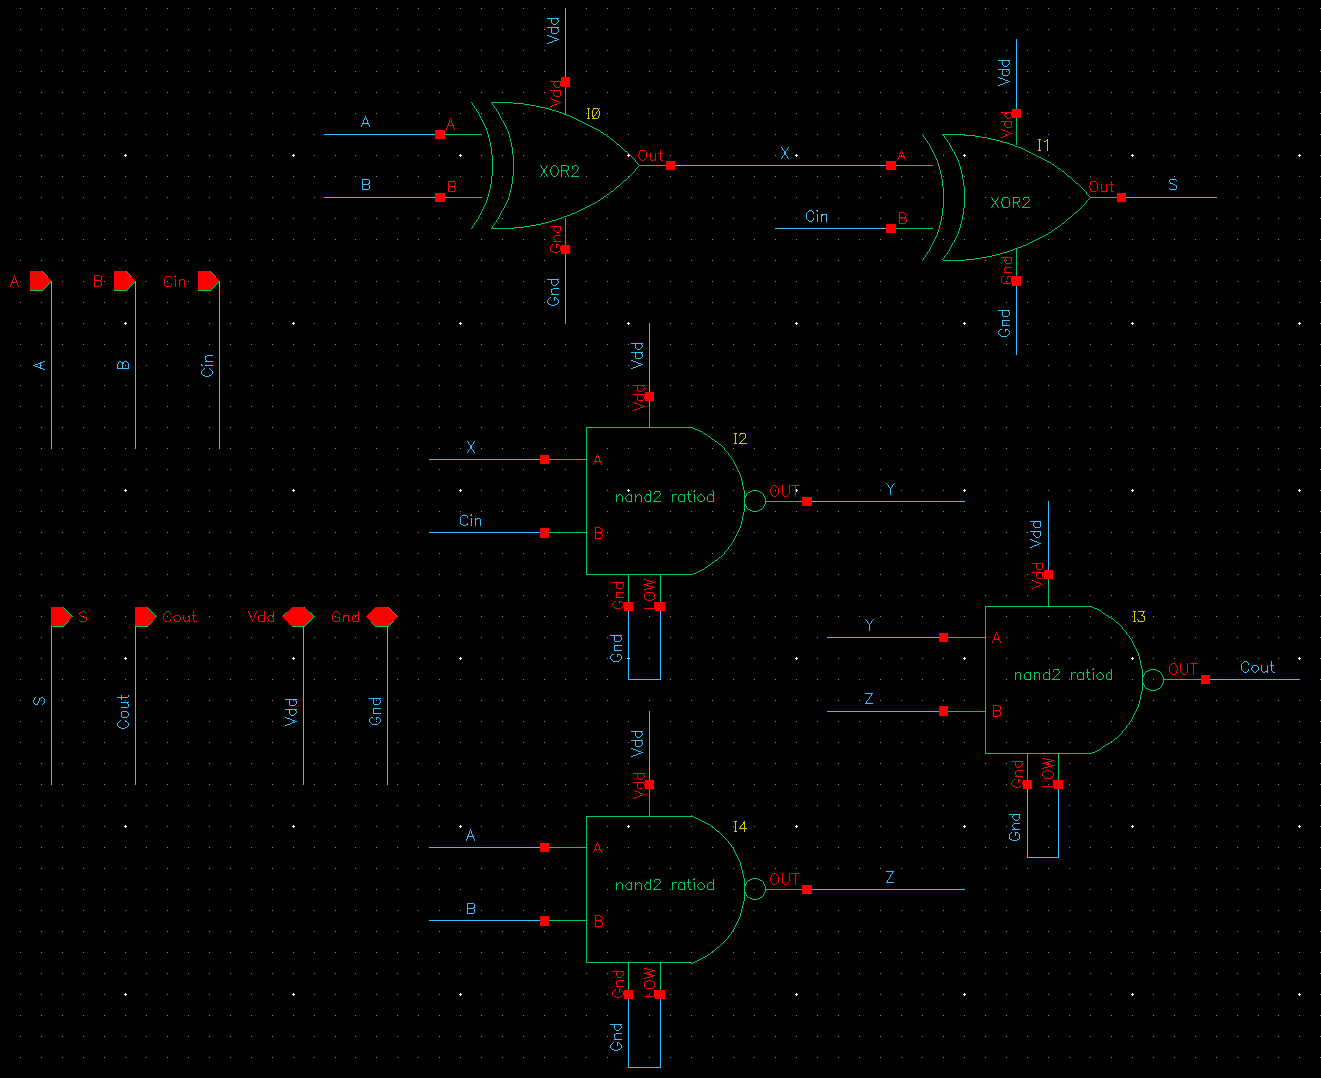 Vdd
Vdd
I0
A
A
XOR2
Out
B
B
Gnd
Gnd
X
Vdd
Vdd
I1
A
XOR2
Out
S
Cin
B
Gnd
Gnd
A
B
Cin
A
B
Cin
Vdd
Vdd
I2
X
A
nand2 ratiod
OUT
Y
Cin
B
Gnd
LOW
Gnd
S
Cout
Vdd
Gnd
S
Cout
Vdd
Gnd
Vdd
Vdd
I3
Y
A
nand2 ratiod
OUT
Cout
Z
B
Gnd
LOW
Gnd
Vdd
Vdd
I4
A
A
nand2 ratiod
OUT
Z
B
B
Gnd
LOW
Gnd